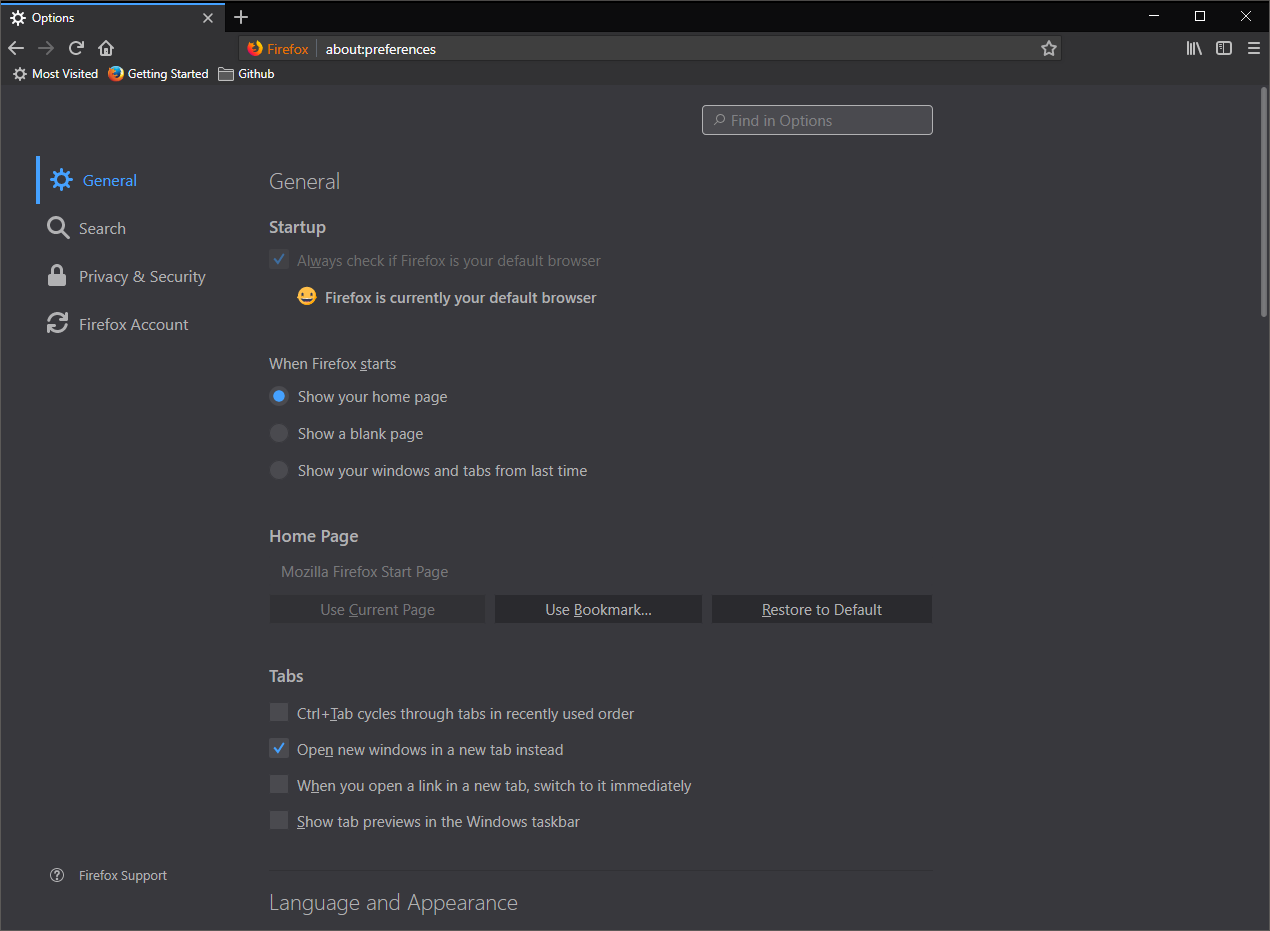 Options
Firefox about:preferences
Most Visited Getting Started Github
Find in Options
General
Search
Privacy & Security
Firefox Account
General
Startup
Always check if Firefox is your default browser
Firefox is currently your default browser
When Firefox starts
Show your home page
Show a blank page
Show your windows and tabs from last time
Home Page
Mozilla Firefox Start Page
Use Current Page Use Bookmark... Restore to Default
Tabs
Ctrl+Tab cycles through tabs in recently used order
Open new windows in a new tab instead
When you open a link in a new tab, switch to it immediately
Show tab previews in the Windows taskbar
Firefox Support
Language and Appearance